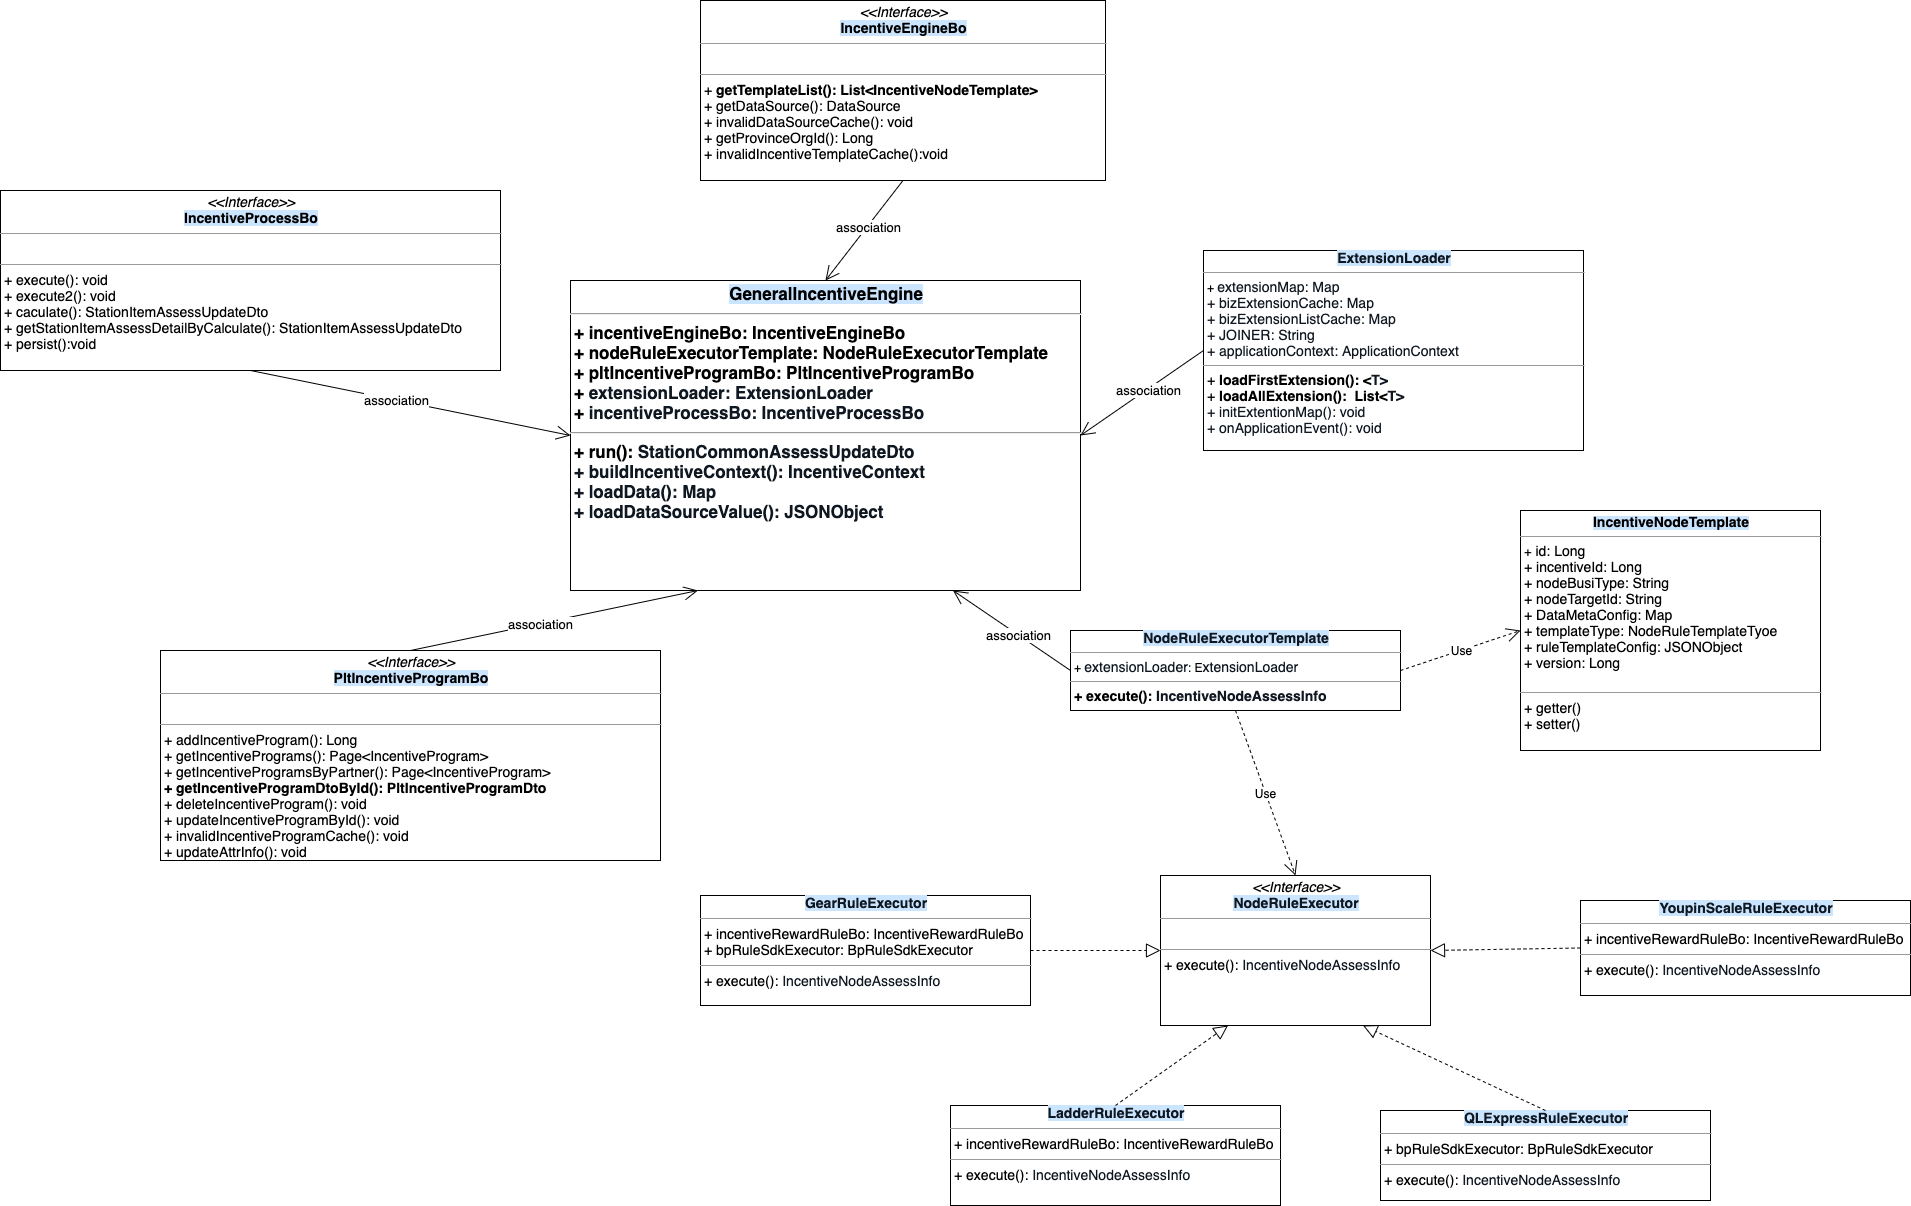 <<Interface>>
IncentiveEngineBo
+ getTemplateList(): List<IncentiveNodeTemplate>
+ getDataSource(): DataSource
+ invalidDataSourceCache(): void
+ getProvinceOrgId(): Long
+ invalidIncentiveTemplateCache():void
association
<<Interface>>
IncentiveProcessBo
+ execute(): void
+ execute2(): void
+ caculate(): StationItemAssessUpdateDto
+ getStationItemAssessDetailByCalculate(): StationItemAssessUpdateDto
+ persist():void
association
GeneralIncentiveEngine
+ incentiveEngineBo: IncentiveEngineBo
+ nodeRuleExecutorTemplate: NodeRuleExecutorTemplate
+ pltIncentiveProgramBo: PltIncentiveProgramBo
+ extensionLoader: ExtensionLoader
+ incentiveProcessBo: IncentiveProcessBo
+ run(): StationCommonAssessUpdateDto
+ buildIncentiveContext(): IncentiveContext
+ loadData(): Map
+ loadDataSourceValue(): JSONObject
association
ExtensionLoader
+ extensionMap: Map
+ bizExtensionCache: Map
+ bizExtensionListCache: Map
+ JOINER: String
+ applicationContext: ApplicationContext
+ loadFirstExtension(): <T>
+ loadAllExtension():  List<T>
+ initExtentionMap(): void
+ onApplicationEvent(): void
IncentiveNodeTemplate
+ id: Long
+ incentiveId: Long
+ nodeBusiType: String
+ nodeTargetId: String
+ DataMetaConfig: Map
+ templateType: NodeRuleTemplateTyoe
+ ruleTemplateConfig: JSONObject
+ version: Long
+ getter()
+ setter()
association
association
NodeRuleExecutorTemplate
+ extensionLoader: ExtensionLoader
+ execute(): IncentiveNodeAssessInfo
Use
<<Interface>>
PltIncentiveProgramBo
+ addIncentiveProgram(): Long
+ getIncentivePrograms(): Page<IncentiveProgram>
+ getIncentiveProgramsByPartner(): Page<IncentiveProgram>
+ getIncentiveProgramDtoById(): PltIncentiveProgramDto
+ deleteIncentiveProgram(): void
+ updateIncentiveProgramById(): void
+ invalidIncentiveProgramCache(): void
+ updateAttrInfo(): void
Use
GearRuleExecutor
+ incentiveRewardRuleBo: IncentiveRewardRuleBo
+ bpRuleSdkExecutor: BpRuleSdkExecutor
+ execute(): IncentiveNodeAssessInfo
<<Interface>>
NodeRuleExecutor
+ execute(): IncentiveNodeAssessInfo
YoupinScaleRuleExecutor
+ incentiveRewardRuleBo: IncentiveRewardRuleBo
+ execute(): IncentiveNodeAssessInfo
LadderRuleExecutor
+ incentiveRewardRuleBo: IncentiveRewardRuleBo
+ execute(): IncentiveNodeAssessInfo
QLExpressRuleExecutor
+ bpRuleSdkExecutor: BpRuleSdkExecutor
+ execute(): IncentiveNodeAssessInfo